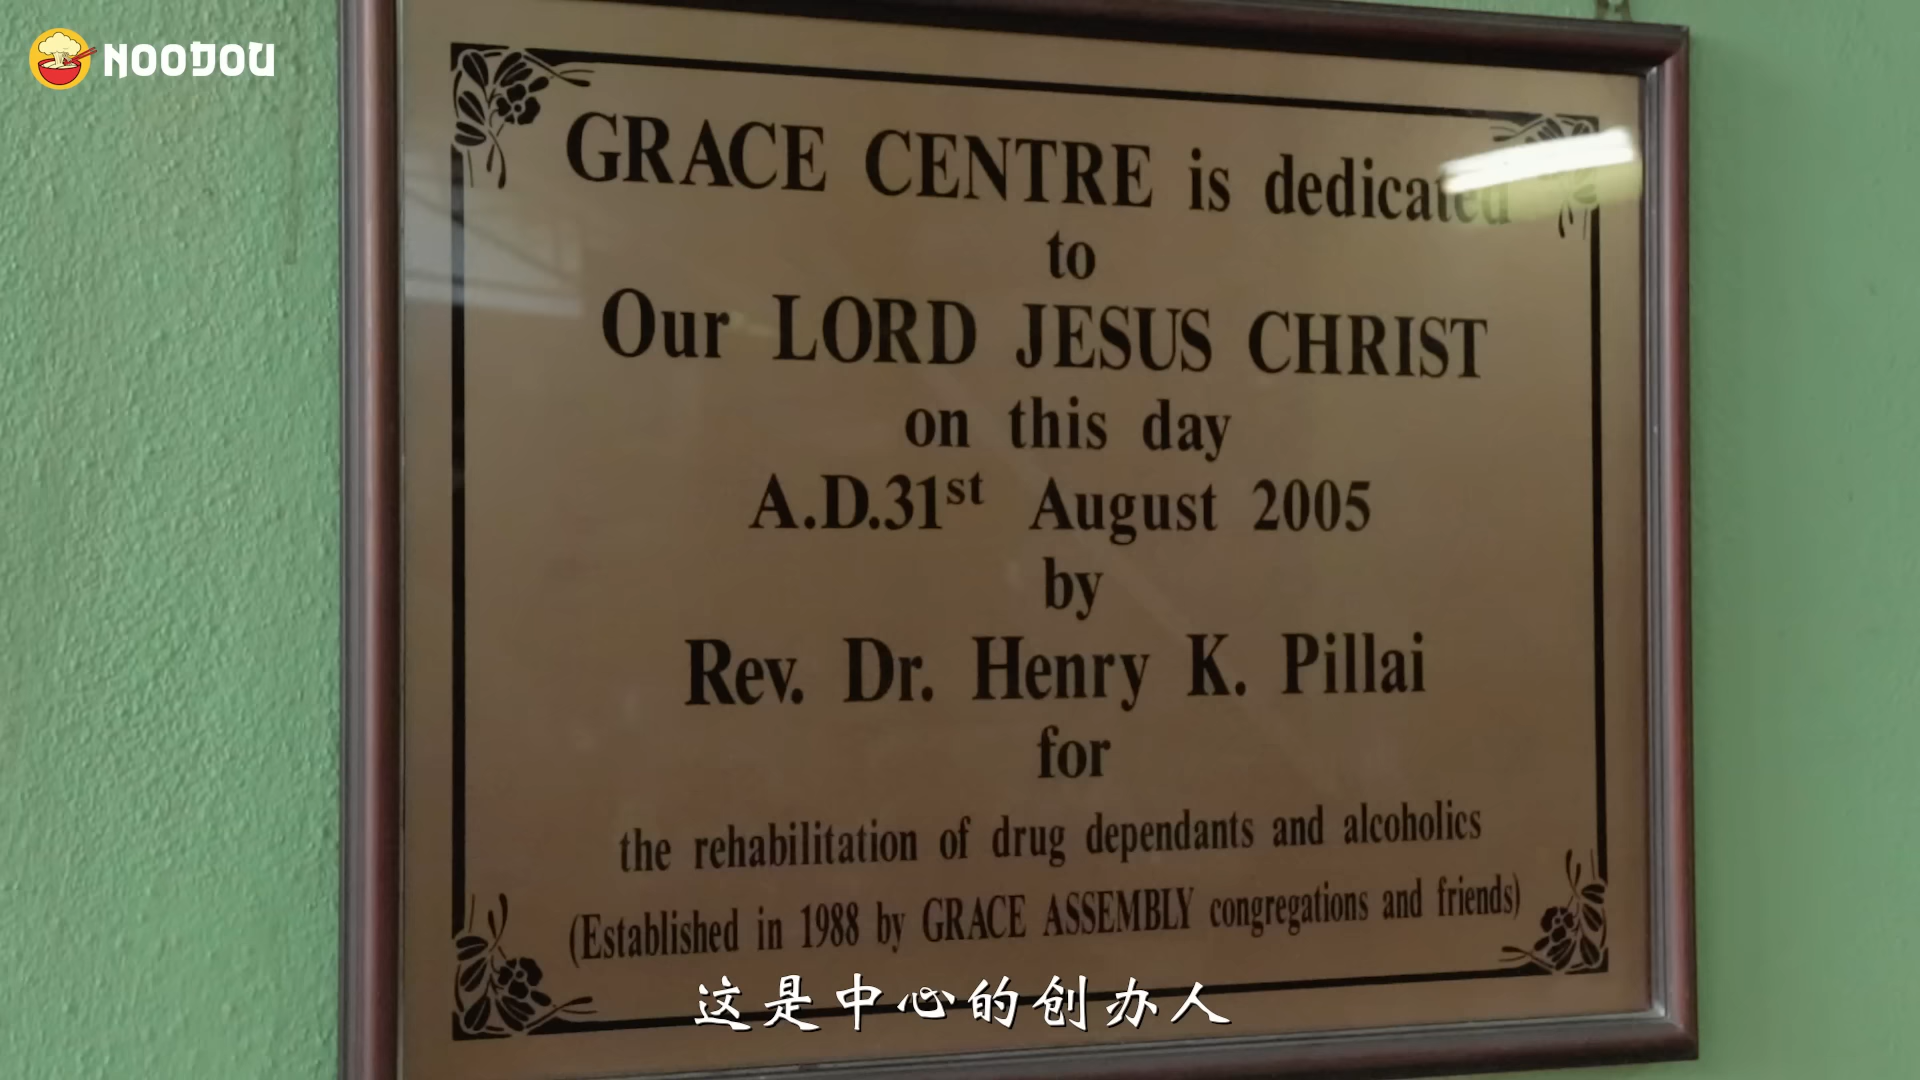 NOODOU
GRACE CENTRE is dedicated
to
Our LORD JESUS CHRIST
on this day
A.D.31st August 2005
by
Rev. Dr. Henry K. Pillai
for
the rehabilitation of drug dependants and alcoholics
(Established in 1988 by GRACE ASSEMBLY congregations and friends)
这是中心的创办人